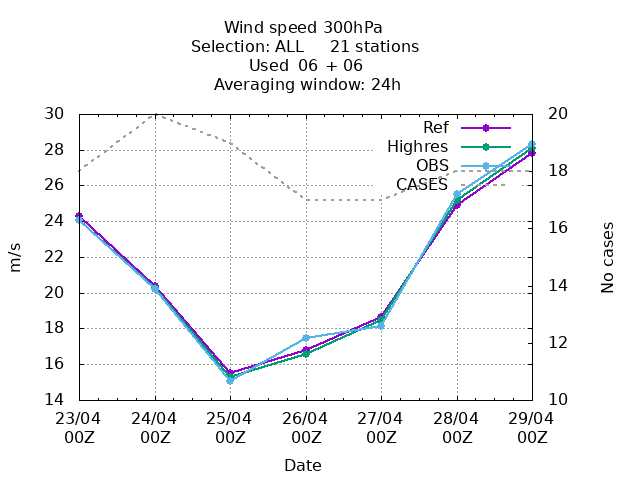 Wind speed 300hPa
Selection: ALL 21 stations
Used 06 + 06
Averaging window: 24h
30
28
26
24
22
20
18
16
14
m/s
20
18
16
14
12
10
No cases
Ref
Highres
OBS
CASES
23/04 24/04 25/04 26/04 27/04 28/04 29/04
00Z 00Z 00Z 00Z 00Z 00Z 00Z
Date